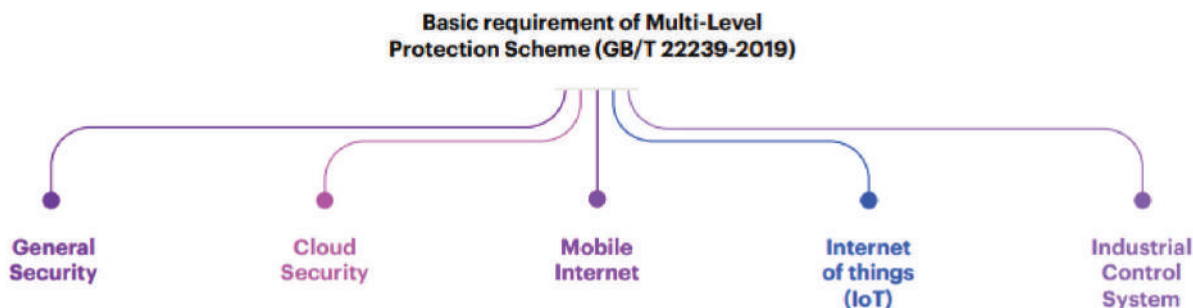 Basic requirement of Multi-Level
Protection Scheme (GB/T 22239-2019)
General
Security
Cloud
Security
Mobile
Internet
Internet
of things
(IoT)
Industrial
Control
System